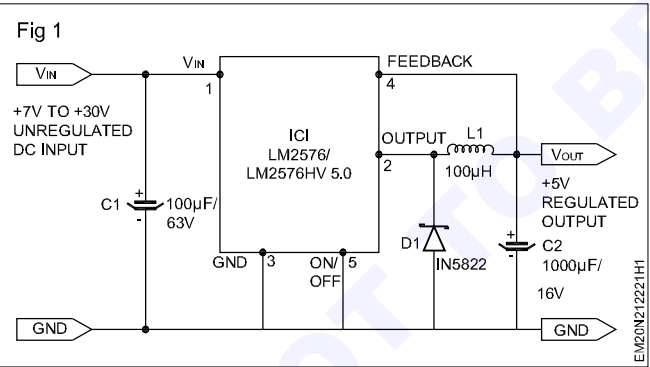 Fig 1
VIN
VIN
1
FEEDBACK
4
+7V TO +30V
UNREGULATED
DC INPUT
ICI
LM2576/
LM2576HV 5.0
OUTPUT
2
L1
100µH
VOUT
+5V
REGULATED
OUTPUT
+
C1
-
100µF/
63V
D1
IN5822
+
-
C2
1000µF/
16V
GND
3
ON/
OFF
5
GND
GND
EM20N212221H1